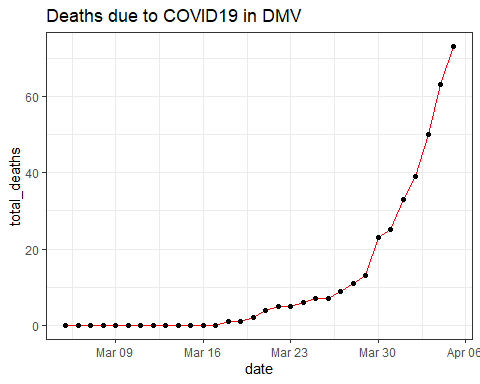 Deaths due to COVID19 in DMV
total_deaths
60
40
20
0
Mar 09 Mar 16 Mar 23 Mar 30 Apr 06
date